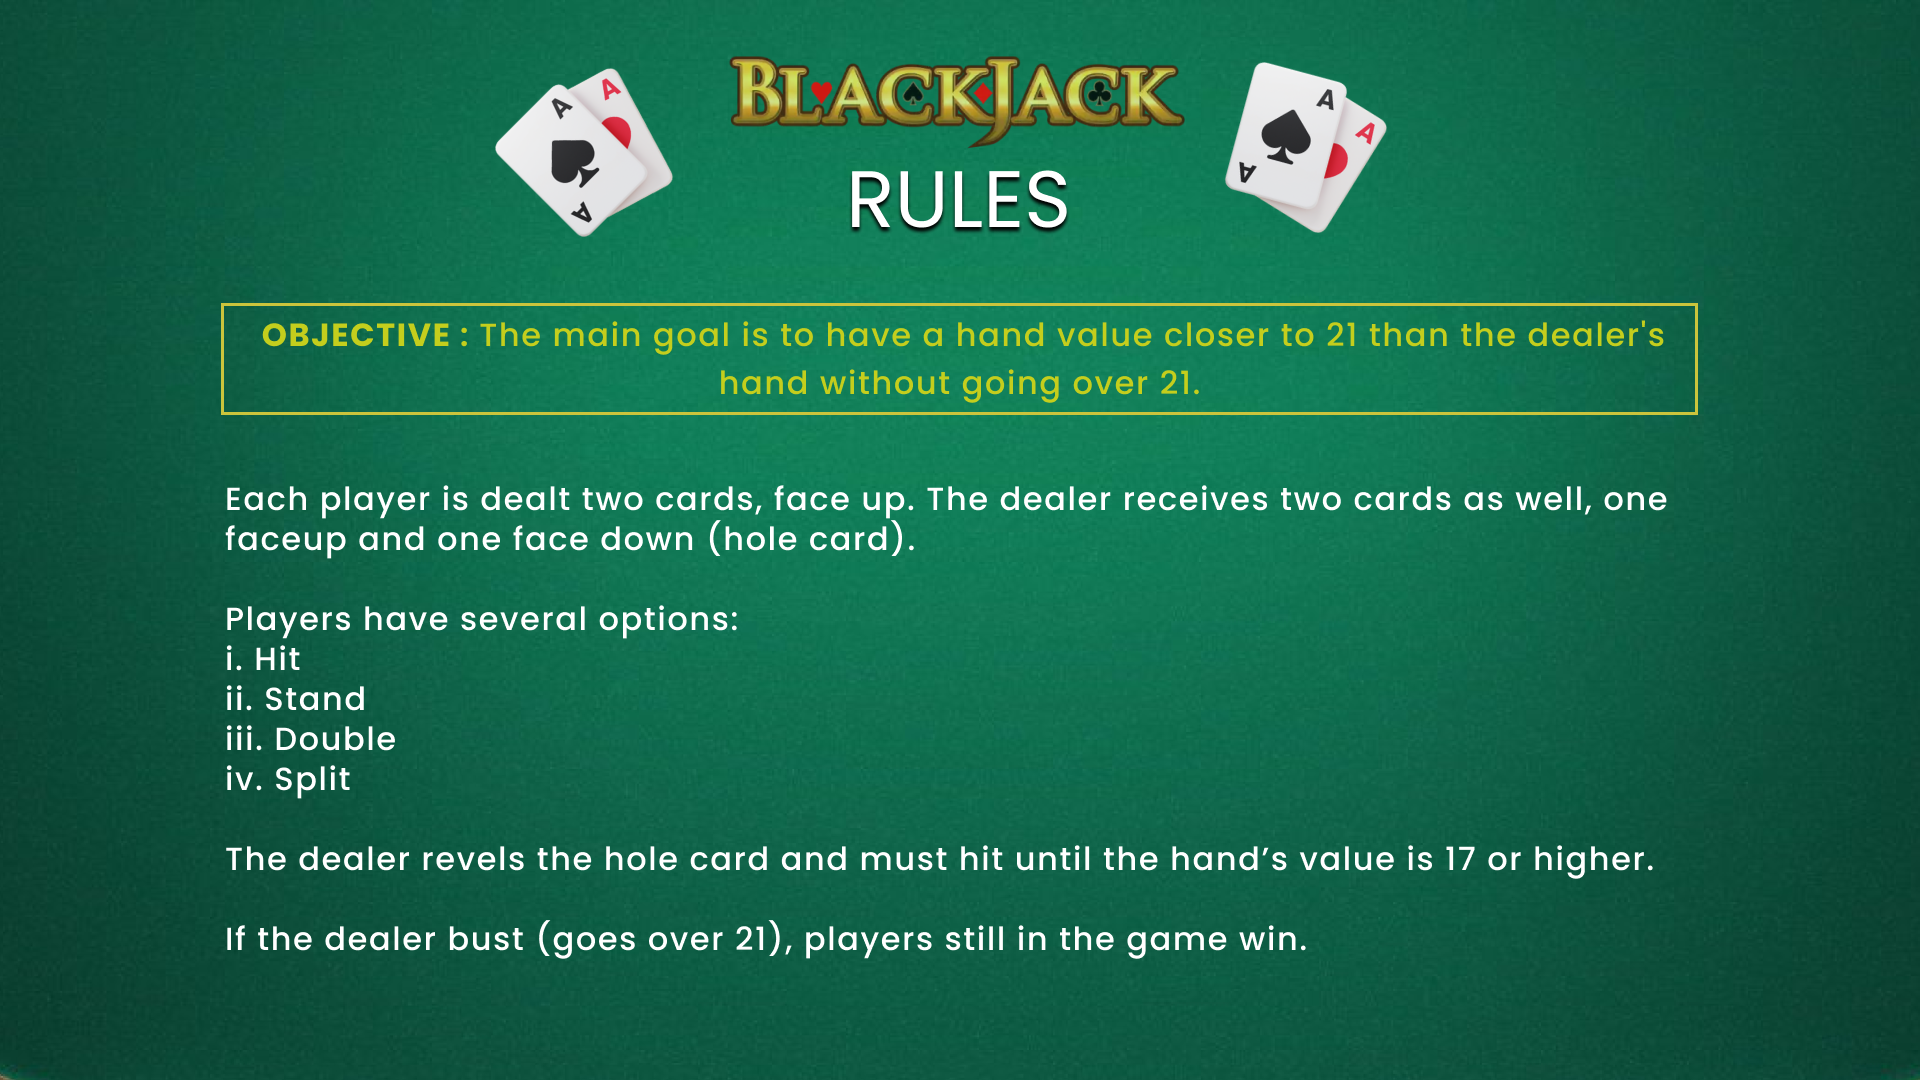 BLACKJACK
RULES
OBJECTIVE : The main goal is to have a hand value closer to 21 than the dealer's
hand without going over 21.
Each player is dealt two cards, face up. The dealer receives two cards as well, one
faceup and one face down (hole card).
Players have several options:
i. Hit
ii. Stand
iii. Double
iv. Split
The dealer revels the hole card and must hit until the hand’s value is 17 or higher.
If the dealer bust (goes over 21), players still in the game win.
A
A
A
A
A
A